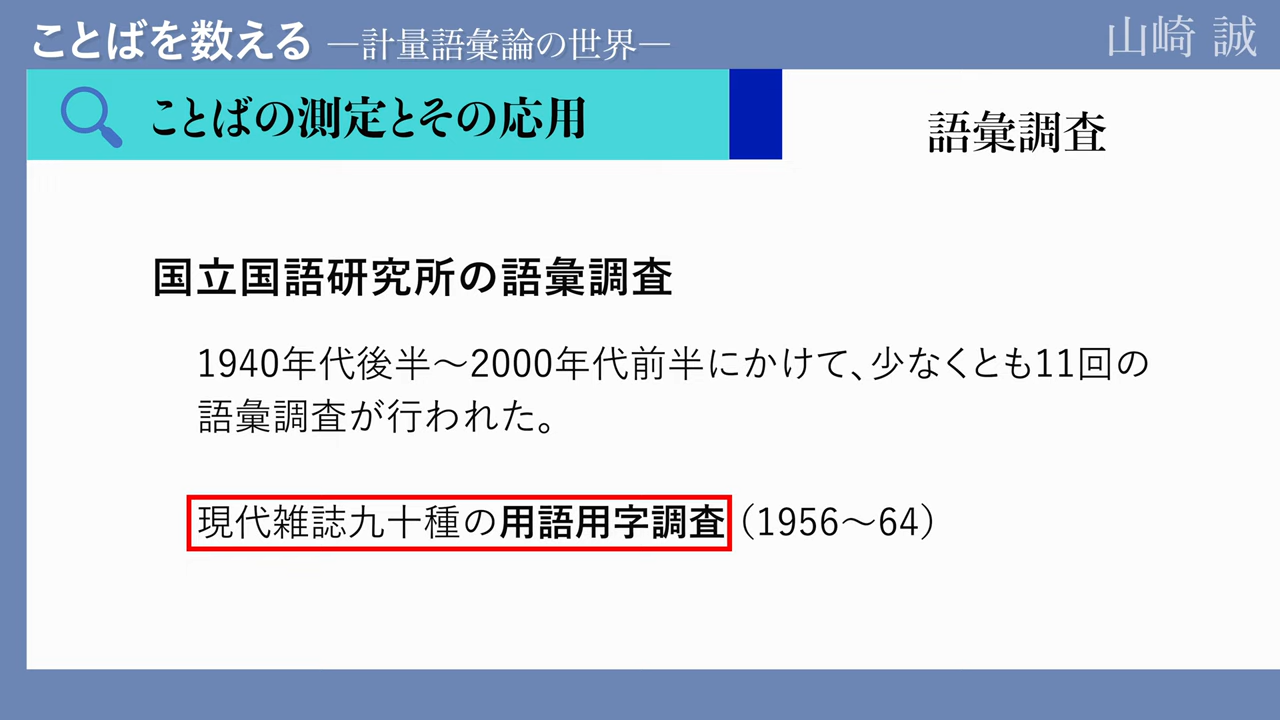 ことばを数える ―計量語彙論の世界―
山崎 誠
ことばの測定とその応用
語彙調査
国立国語研究所の語彙調査
1940年代後半～2000年代前半にかけて、少なくとも11回の
語彙調査が行われた。
現代雑誌九十種の用語用字調査（1956～64）